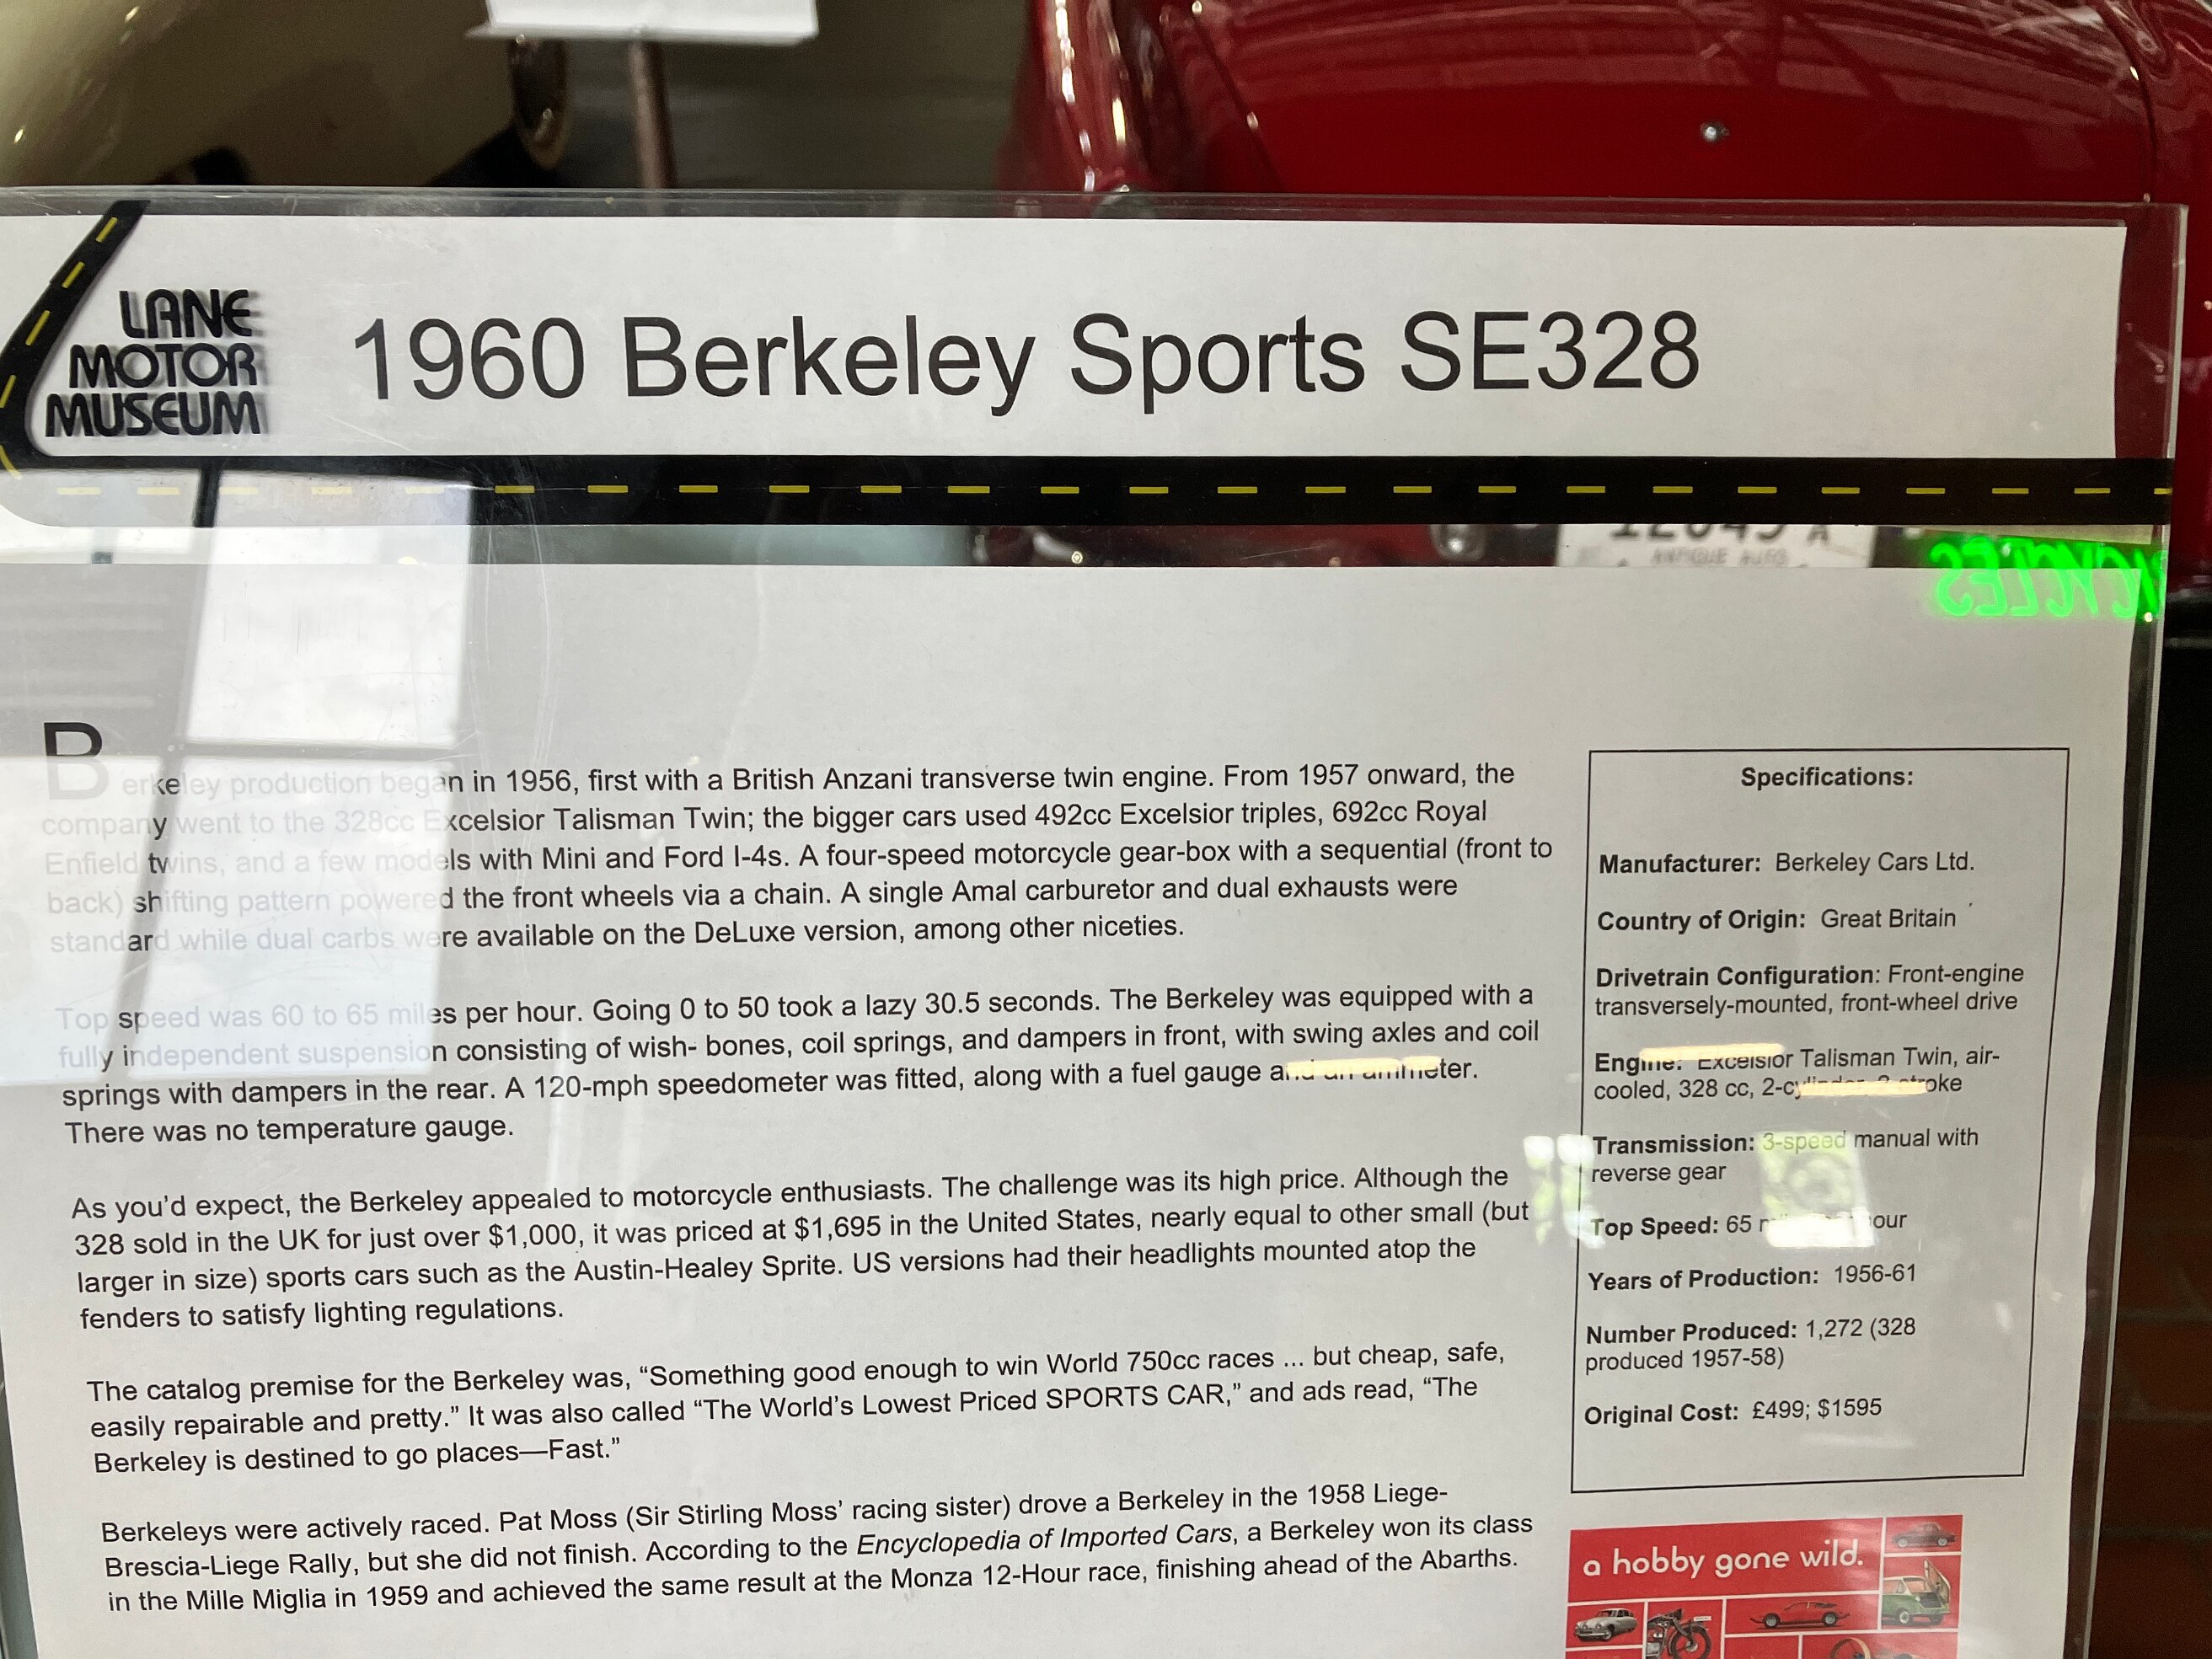 LANE
MOTOR
MUSEUM
1960 Berkeley Sports SE328
ANTIQUE AUTO
CYCLES
Berkeley production began in 1956, first with a British Anzani transverse twin engine. From 1957 onward, the
company went to the 328cc Excelsior Talisman Twin; the bigger cars used 492cc Excelsior triples, 692cc Royal
Enfield twins, and a few models with Mini and Ford I-4s. A four-speed motorcycle gear-box with a sequential (front to
back) shifting pattern powered the front wheels via a chain. A single Amal carburetor and dual exhausts were
standard while dual carbs were available on the DeLuxe version, among other niceties.
Top speed was 60 to 65 miles per hour. Going 0 to 50 took a lazy 30.5 seconds. The Berkeley was equipped with a
fully independent suspension consisting of wish- bones, coil springs, and dampers in front, with swing axles and coil
springs with dampers in the rear. A 120-mph speedometer was fitted, along with a fuel gauge and an ammeter.
There was no temperature gauge.
As you'd expect, the Berkeley appealed to motorcycle enthusiasts. The challenge was its high price. Although the
328 sold in the UK for just over $1,000, it was priced at $1,695 in the United States, nearly equal to other small (but
larger in size) sports cars such as the Austin-Healey Sprite. US versions had their headlights mounted atop the
fenders to satisfy lighting regulations.
The catalog premise for the Berkeley was, “Something good enough to win World 750cc races ... but cheap, safe,
easily repairable and pretty.” It was also called “The World's Lowest Priced SPORTS CAR,” and ads read, “The
Berkeley is destined to go places—Fast.”
Berkeleys were actively raced. Pat Moss (Sir Stirling Moss' racing sister) drove a Berkeley in the 1958 Liege-
Brescia-Liege Rally, but she did not finish. According to the Encyclopedia of Imported Cars, a Berkeley won its class
in the Mille Miglia in 1959 and achieved the same result at the Monza 12-Hour race, finishing ahead of the Abarths.
Specifications:
Manufacturer: Berkeley Cars Ltd.
Country of Origin: Great Britain
Drivetrain Configuration: Front-engine
transversely-mounted, front-wheel drive
Engine: Excelsior Talisman Twin, air-
cooled, 328 cc, 2-cylinder, 2-stroke
Transmission: 3-speed manual with
reverse gear
Top Speed: 65
Years of Production: 1956-61
Number Produced: 1,272 (328
produced 1957-58)
Original Cost: £499; $1595
a hobby gone wild.